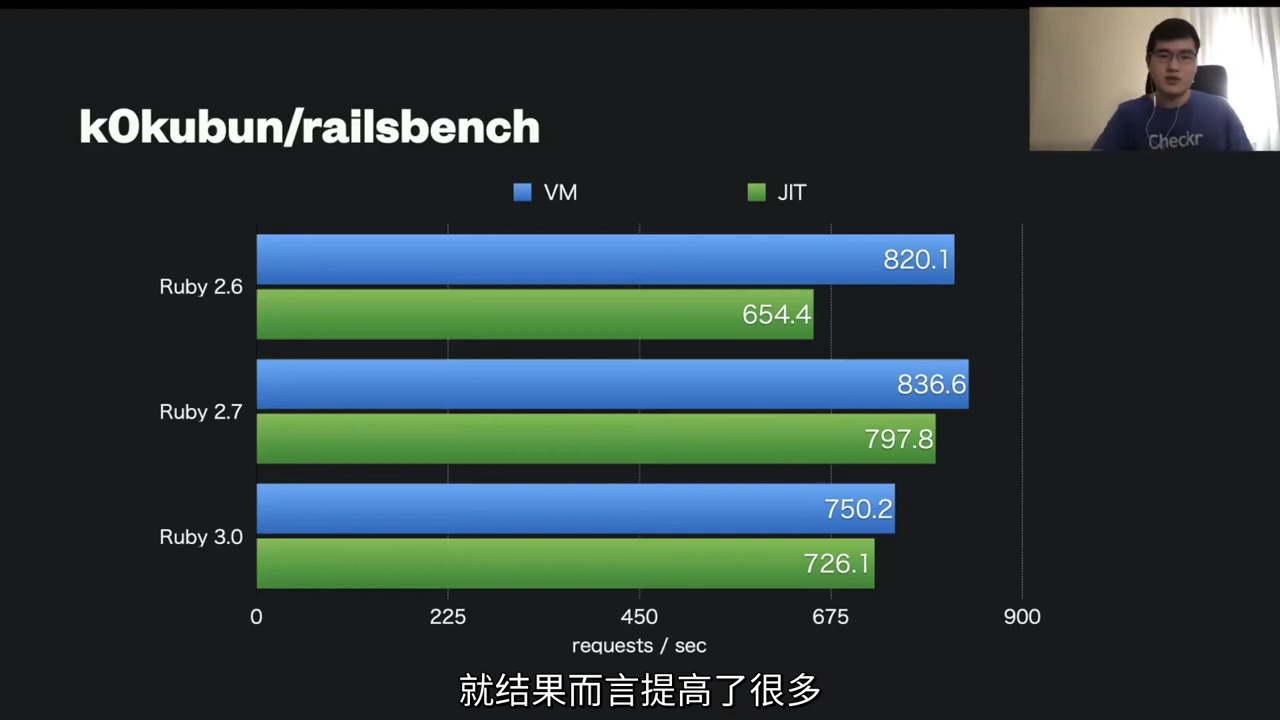 k0kubun/railsbench
Checkr
VM JIT
820.1
Ruby 2.6
654.4
836.6
Ruby 2.7
797.8
750.2
Ruby 3.0
726.1
0 225 450 675 900
requests / sec
就结果而言提高了很多